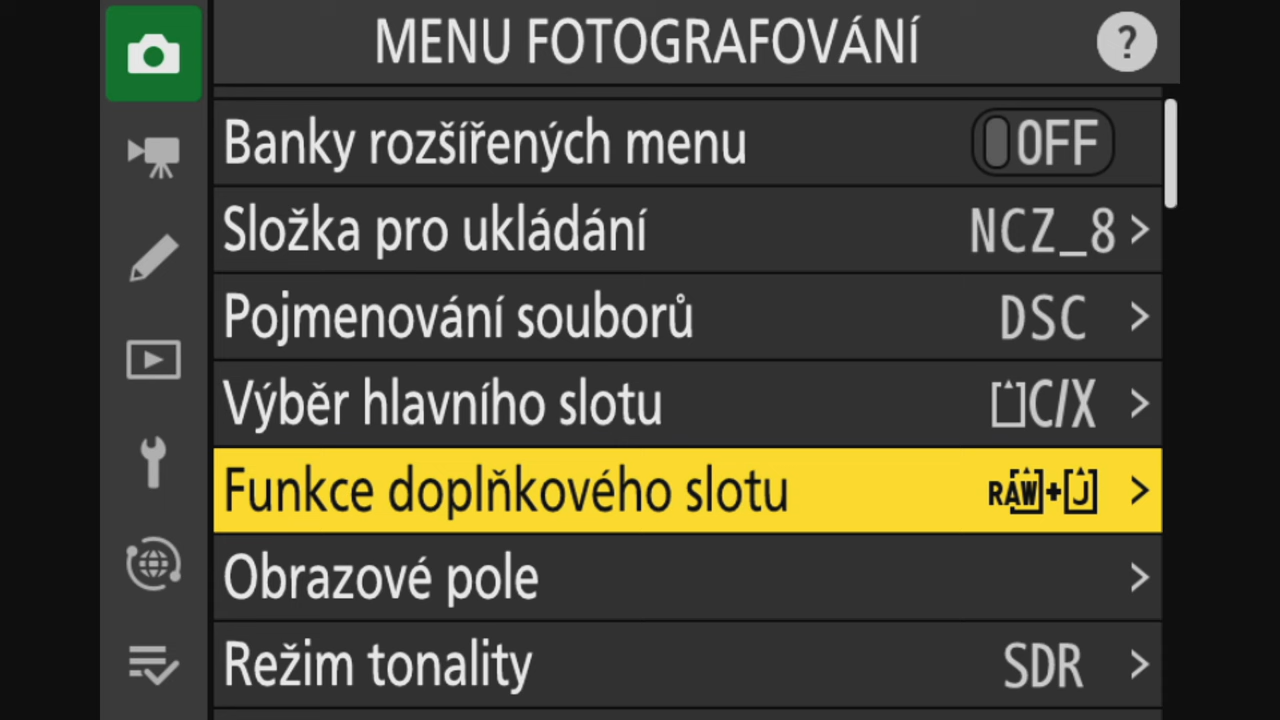 MENU FOTOGRAFOVÁNÍ ?
Banky rozšířených menu OFF
Složka pro ukládání NCZ_8 >
Pojmenování souborů DSC >
Výběr hlavního slotu C/X >
Funkce doplňkového slotu RAW+J >
Obrazové pole >
Režim tonality SDR >